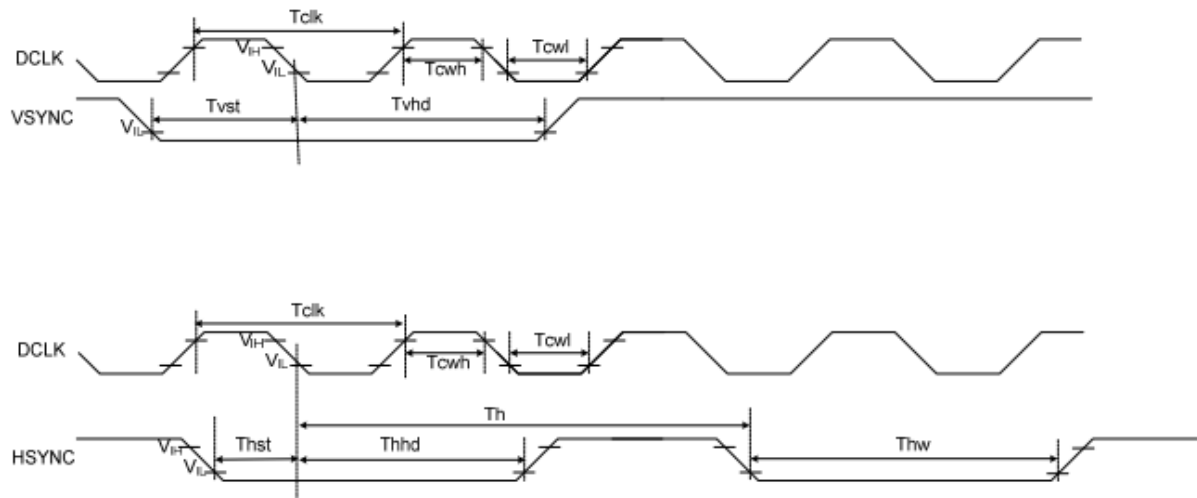 Tclk
DCLK
VIH
VIL
Tcwh
Tcwl
VSYNC
VIL
Tvst
Tvhd
Tclk
DCLK
VIH
VIL
Tcwh
Tcwl
Th
HSYNC
VIH
VIL
Thst
Thhd
Thw